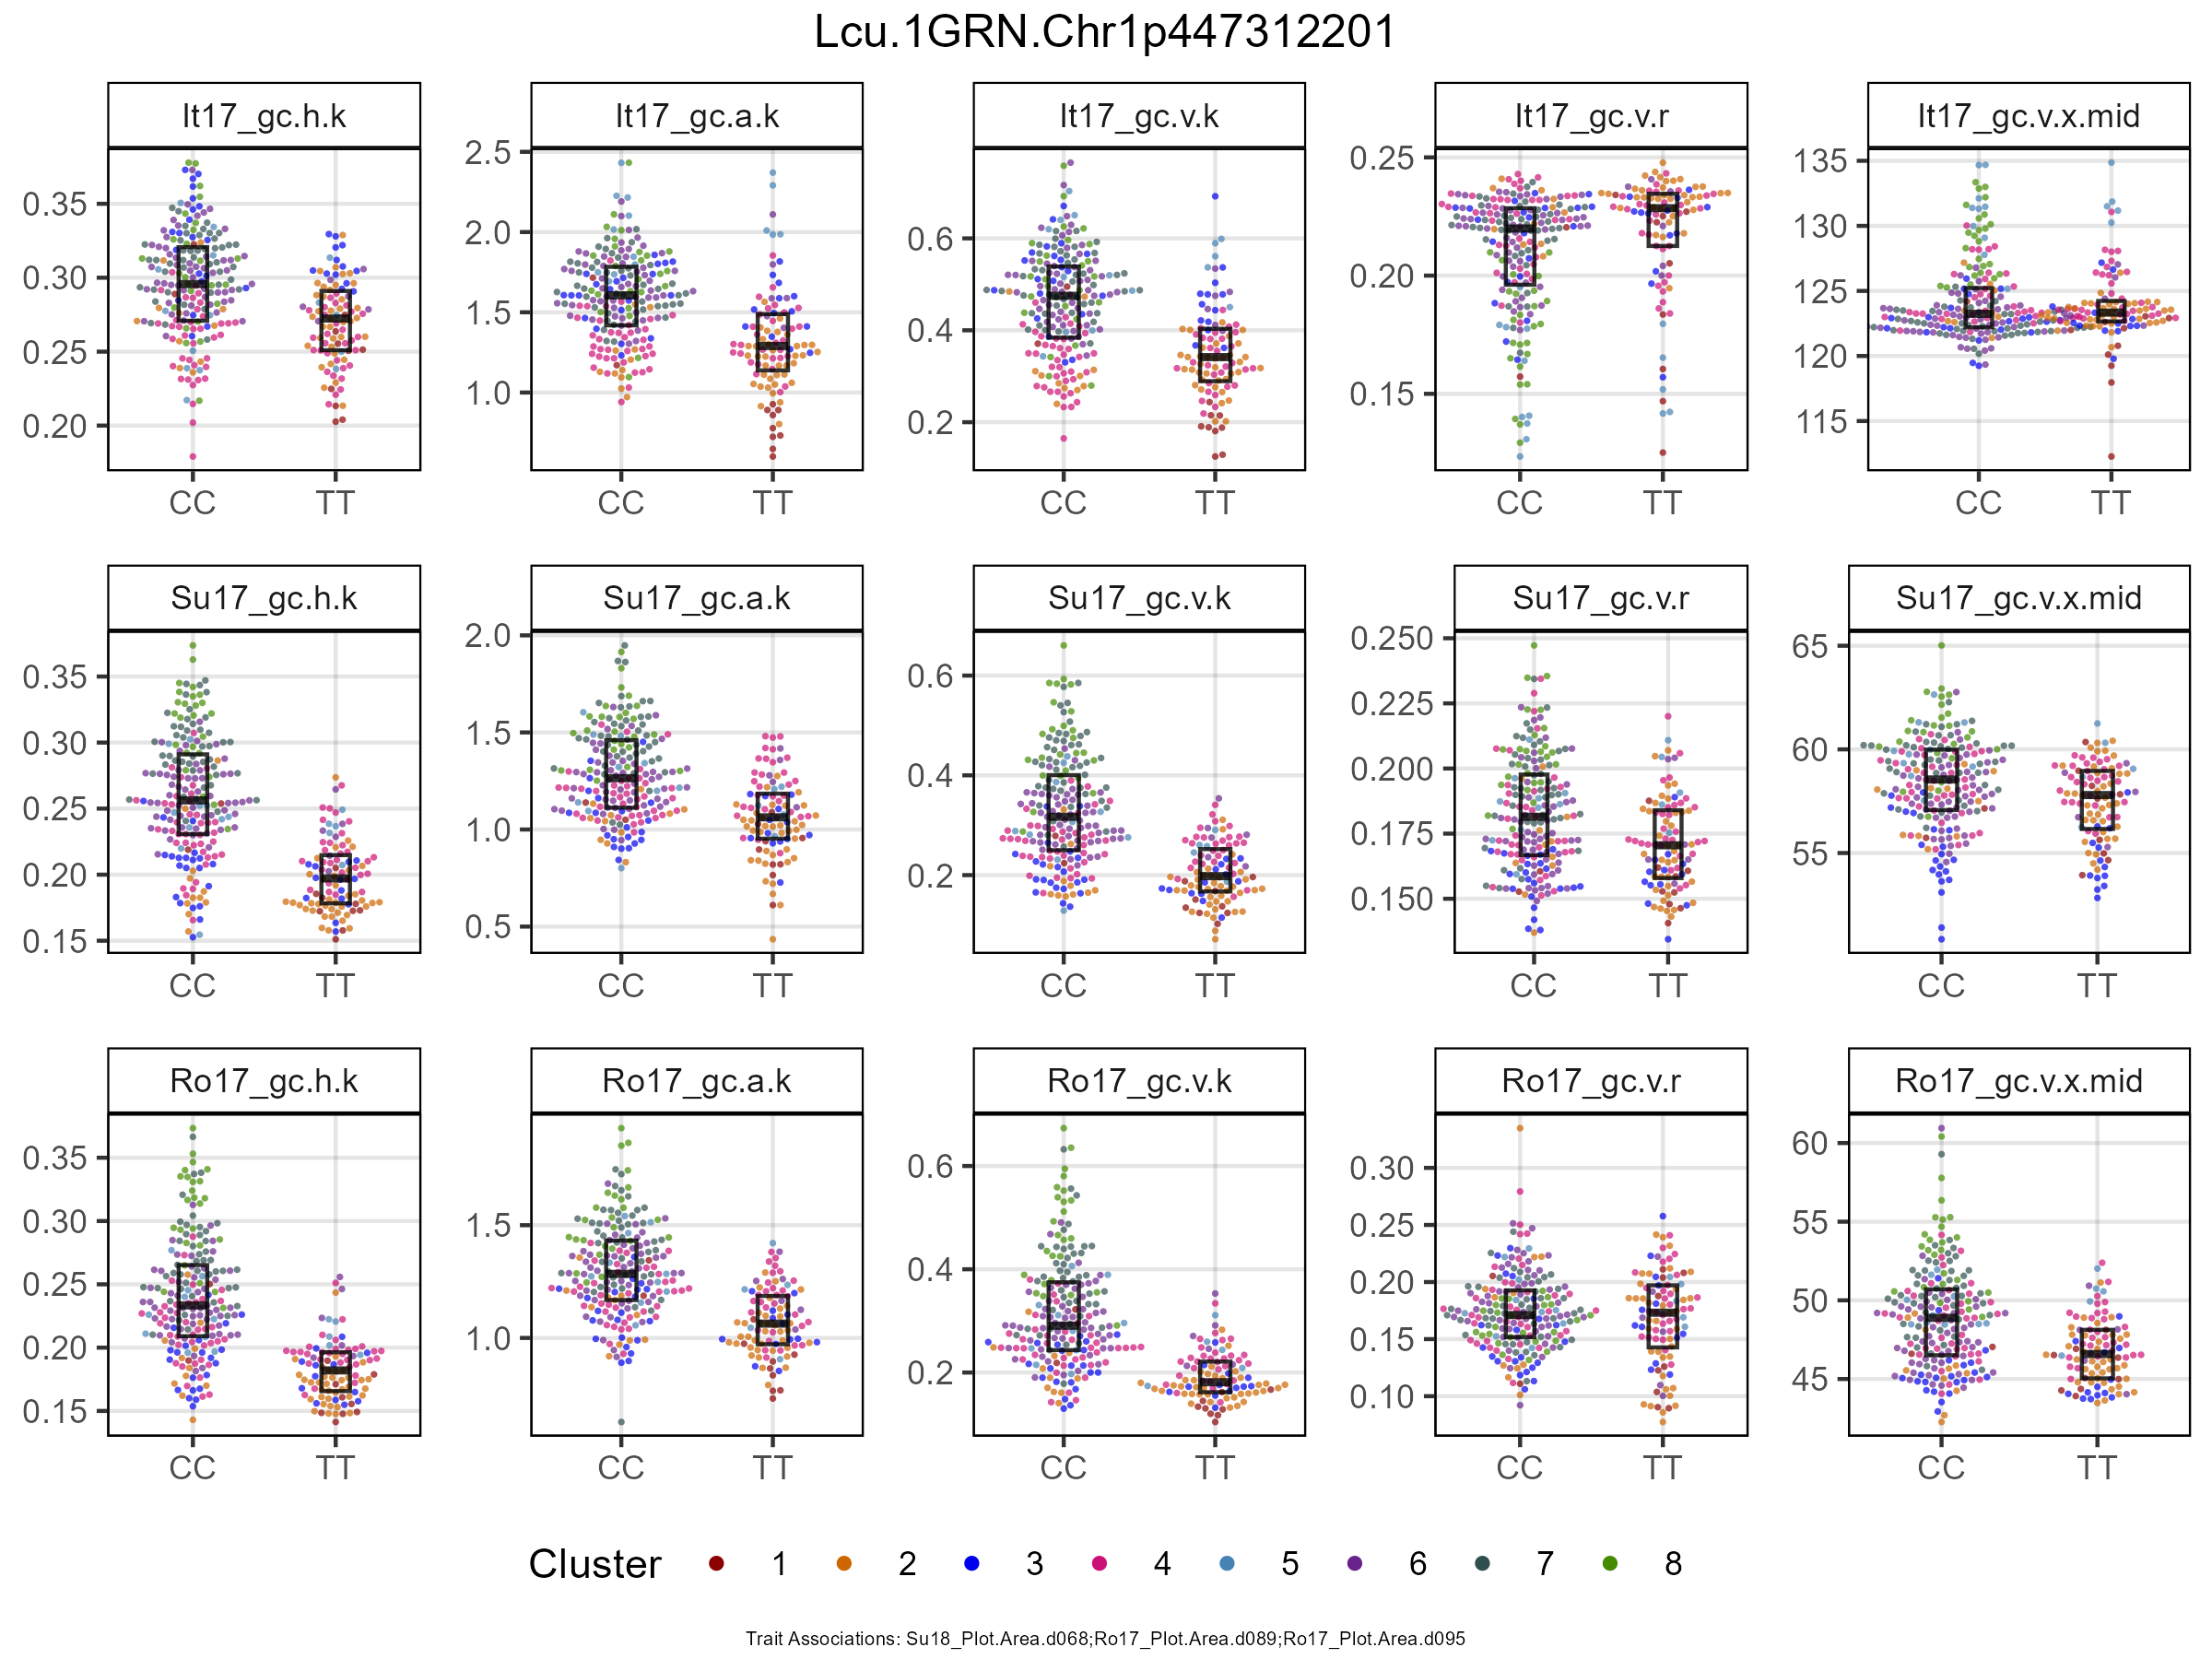 Lcu.1GRN.Chr1p447312201
It17_gc.h.k
It17_gc.a.k
It17_gc.v.k
It17_gc.v.r
It17_gc.v.x.mid
0.35
0.30
0.25
0.20
CC TT
2.5
2.0
1.5
1.0
CC TT
0.6
0.4
0.2
CC TT
0.25
0.20
0.15
CC TT
135
130
125
120
115
CC TT
Su17_gc.h.k
Su17_gc.a.k
Su17_gc.v.k
Su17_gc.v.r
Su17_gc.v.x.mid
0.35
0.30
0.25
0.20
0.15
CC TT
2.0
1.5
1.0
0.5
CC TT
0.6
0.4
0.2
CC TT
0.250
0.225
0.200
0.175
0.150
CC TT
65
60
55
CC TT
Ro17_gc.h.k
Ro17_gc.a.k
Ro17_gc.v.k
Ro17_gc.v.r
Ro17_gc.v.x.mid
0.35
0.30
0.25
0.20
0.15
CC TT
1.5
1.0
CC TT
0.6
0.4
0.2
CC TT
0.30
0.25
0.20
0.15
0.10
CC TT
60
55
50
45
CC TT
Cluster 1 2 3 4 5 6 7 8
Trait Associations: Su18_Plot.Area.d068;Ro17_Plot.Area.d089;Ro17_Plot.Area.d095